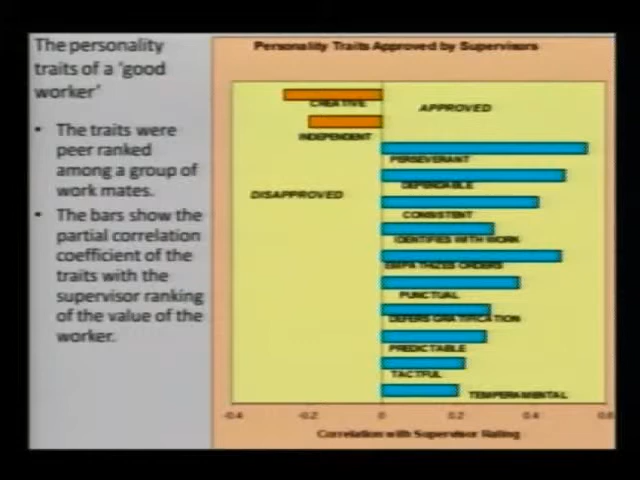 The personality
traits of a 'good
worker'
• The traits were
peer ranked
among a group of
work mates.
• The bars show the
partial correlation
coefficient of the
traits with the
supervisor ranking
of the value of the
worker.
Personality Traits Approved by Supervisors
CREATIVE
APPROVED
INDEPENDENT
PERSEVERANT
DISAPPROVED
DEPENDABLE
CONSISTENT
IDENTIFIES WITH WORK
EMPATHIZES ORDERS
PUNCTUAL
DEFERS GRATIFICATION
PREDICTABLE
TACTFUL
TEMPERAMENTAL
-0.4 -0.2 0 0.2 0.4 0.6
Correlation with Supervisor Rating